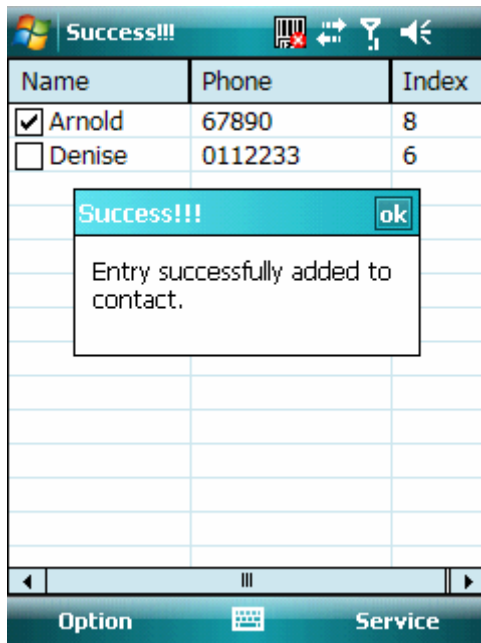 Success!!!
Name Phone Index
Arnold 67890 8
Denise 0112233 6
Success!!! ok
Entry successfully added to
contact.
Option Service